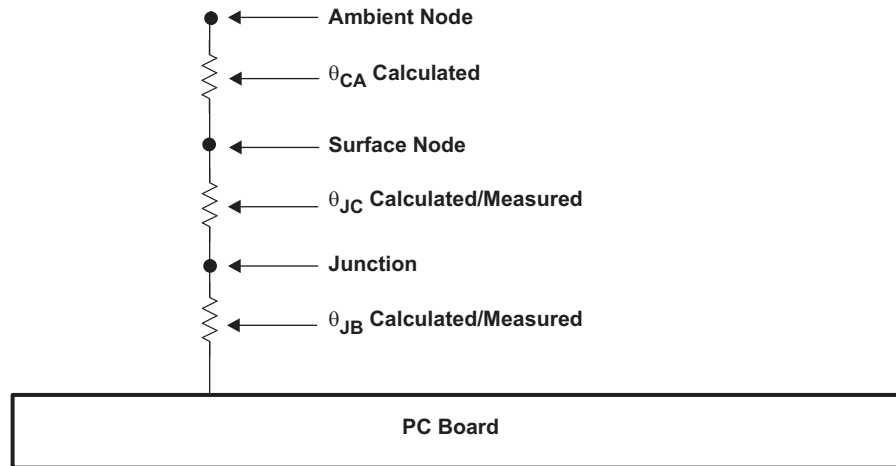 Ambient Node
θCA Calculated
Surface Node
θJC Calculated/Measured
Junction
θJB Calculated/Measured
PC Board